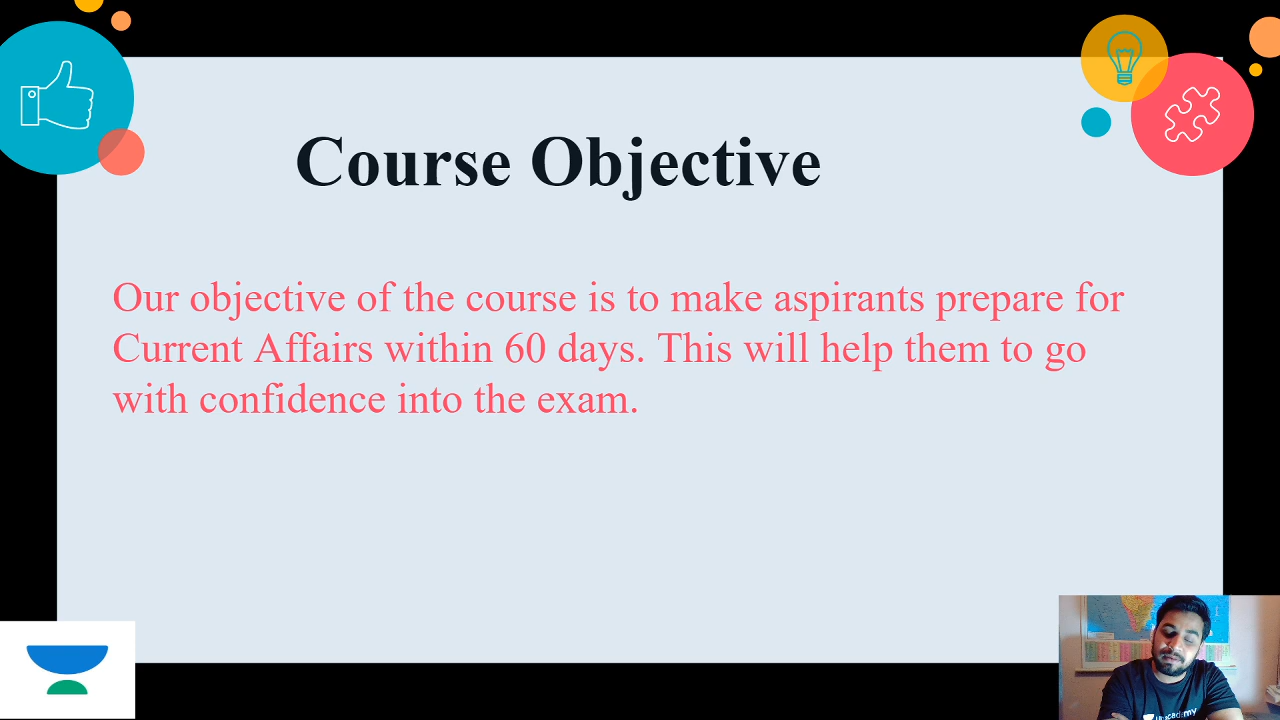 Course Objective
Our objective of the course is to make aspirants prepare for
Current Affairs within 60 days. This will help them to go
with confidence into the exam.